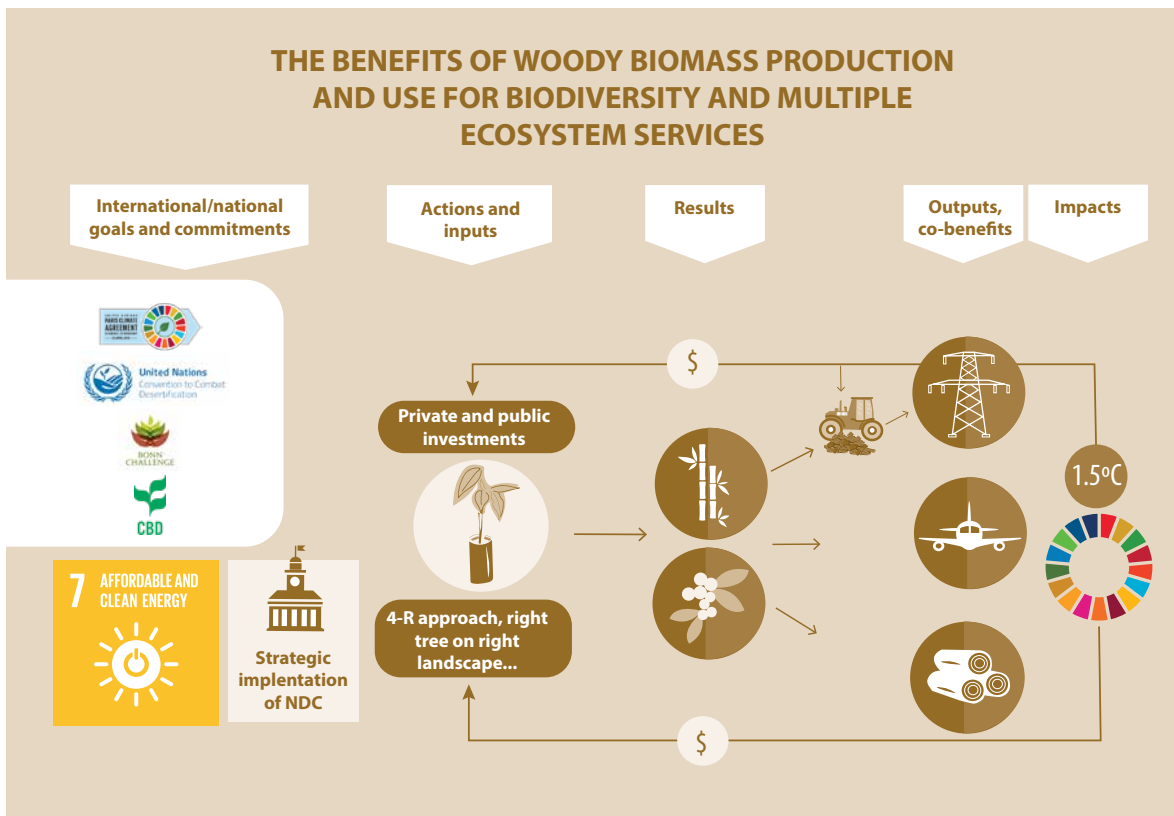 THE BENEFITS OF WOODY BIOMASS PRODUCTION
AND USE FOR BIODIVERSITY AND MULTIPLE
ECOSYSTEM SERVICES
International/national
goals and commitments
Actions and
inputs
Results
Outputs,
co-benefits
Impacts
PARIS CLIMATE
AGREEMENT
United Nations
Convention to Combat
Desertification
BONN
CHALLENGE
CBD
7 AFFORDABLE AND
CLEAN ENERGY
Strategic
implentation
of NDC
$
Private and public
investments
4-R approach, right
tree on right
landscape...
$
1.5ºC